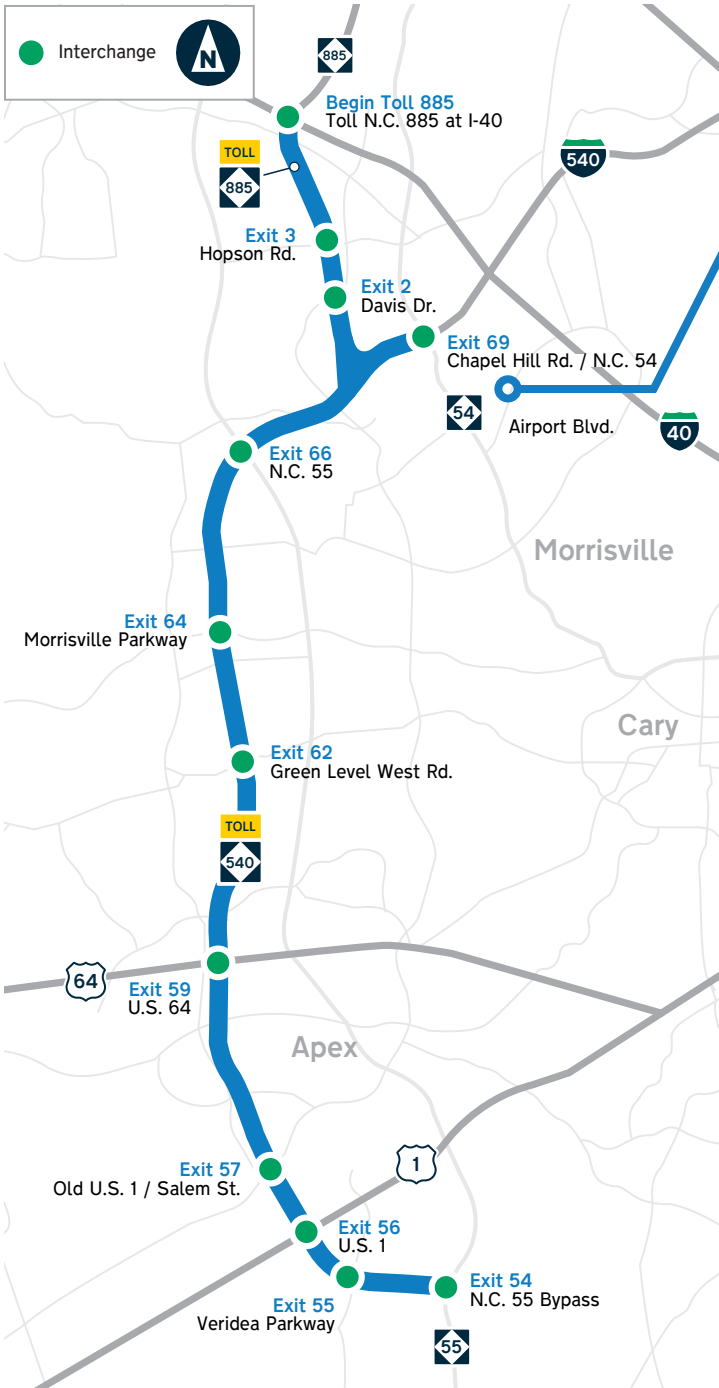 Interchange
N
885
Begin Toll 885
Toll N.C. 885 at I-40
TOLL
885
540
Exit 3
Hopson Rd.
Exit 2
Davis Dr.
Exit 69
Chapel Hill Rd. / N.C. 54
54
Airport Blvd.
40
Exit 66
N.C. 55
Morrisville
Exit 64
Morrisville Parkway
Cary
Exit 62
Green Level West Rd.
TOLL
540
64
Exit 59
U.S. 64
Apex
1
Exit 57
Old U.S. 1 / Salem St.
Exit 56
U.S. 1
Exit 55
Veridea Parkway
Exit 54
N.C. 55 Bypass
55